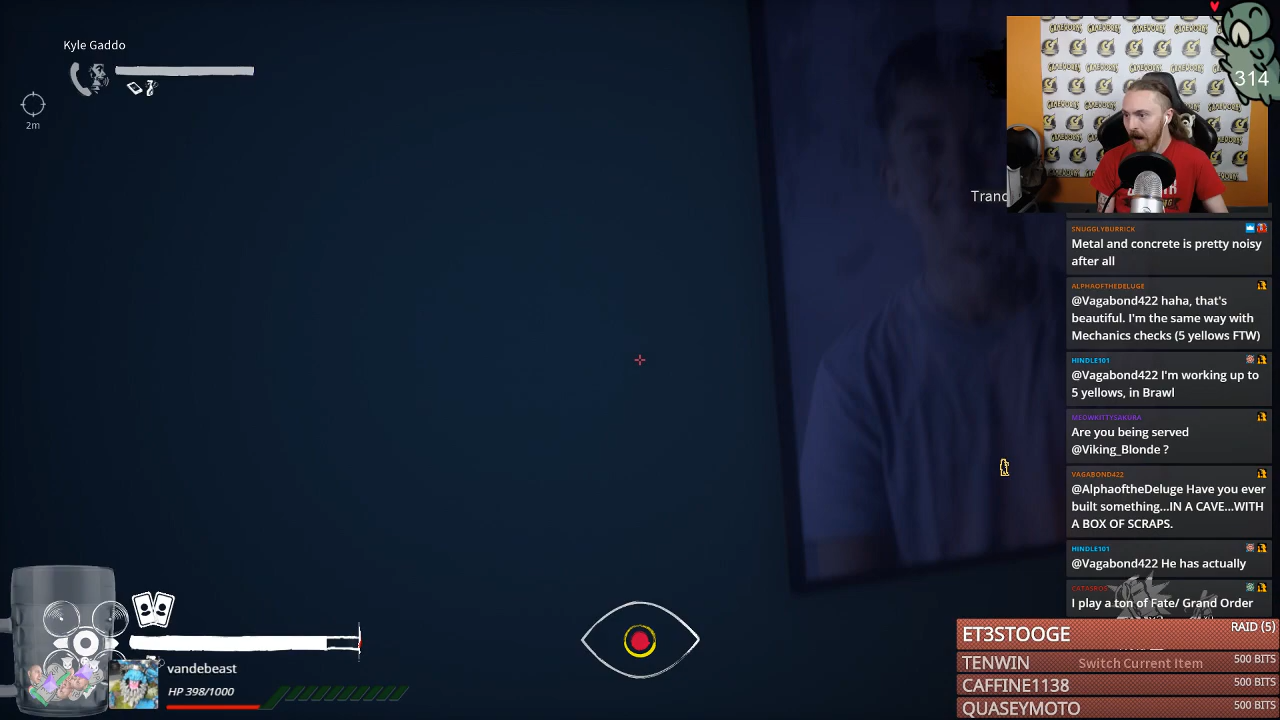 Kyle Gaddo
2m
314
Tranc
SNUGGLYBURRICK
Metal and concrete is pretty noisy
after all
ALPHAOFTHEDELUGE
@Vagabond422 haha, that's
beautiful. I'm the same way with
Mechanics checks (5 yellows FTW)
HINDLE101
@Vagabond422 I'm working up to
5 yellows, in Brawl
MEOWKITTYSAKURA
Are you being served
@Viking_Blonde ?
VAGABOND422
@AlphaoftheDeluge Have you ever
built something...IN A CAVE...WITH
A BOX OF SCRAPS.
HINDLE101
@Vagabond422 He has actually
I play a ton of Fate/ Grand Order
ET3STOOGE RAID (5)
TENWIN Switch Current Item 500 BITS
CAFFINE1138 500 BITS
QUASEYMOTO 500 BITS
vandebeast
HP 398/1000